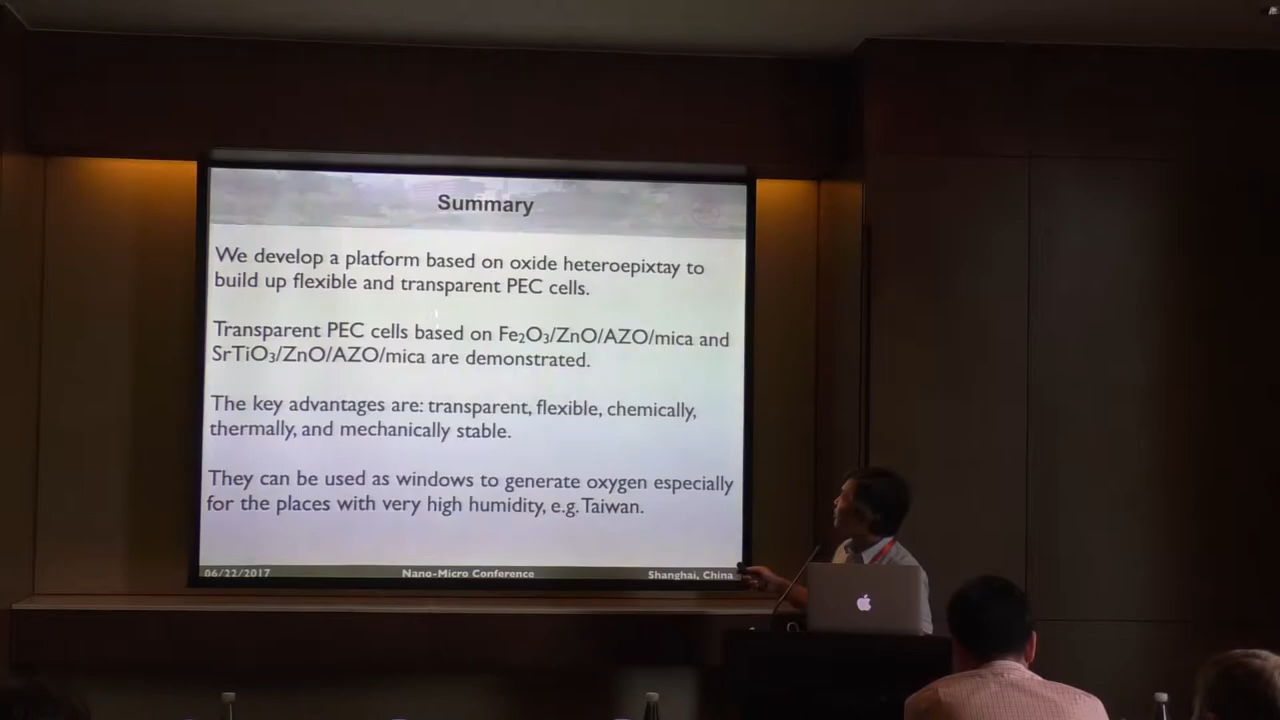 Summary
We develop a platform based on oxide heteroepixtay to
build up flexible and transparent PEC cells.
Transparent PEC cells based on Fe₂O₃/ZnO/AZO/mica and
SrTiO₃/ZnO/AZO/mica are demonstrated.
The key advantages are: transparent, flexible, chemically,
thermally, and mechanically stable.
They can be used as windows to generate oxygen especially
for the places with very high humidity, e.g. Taiwan.
06/22/2017 Nano-Micro Conference Shanghai, China